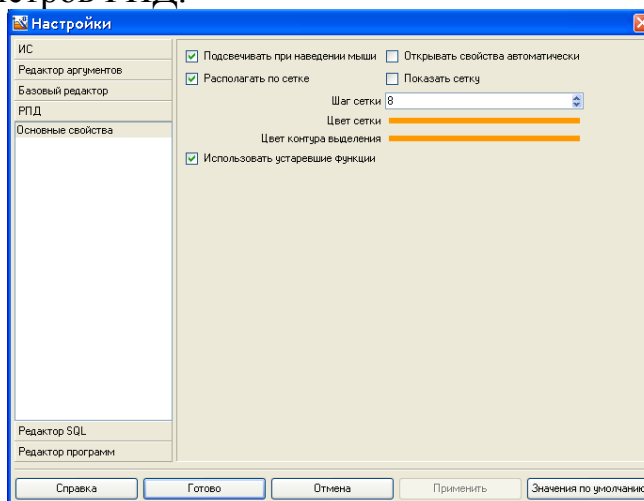 Настройки
ИС
Редактор аргументов
Базовый редактор
РПД
Основные свойства
Подсвечивать при наведении мыши Открывать свойства автоматически
Располагать по сетке Показать сетку
Шаг сетки 8
Цвет сетки
Цвет контура выделения
Использовать устаревшие функции
Редактор SQL
Редактор программ
Справка Готово Отмена Применить Значения по умолчанию